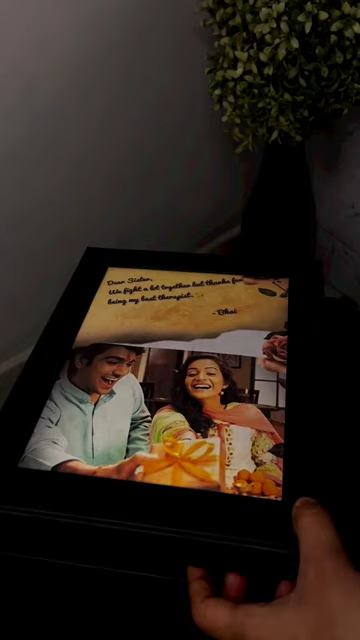 Dear Sister,
We fight a lot together but thanks for
being my best therapist...
- Bhai